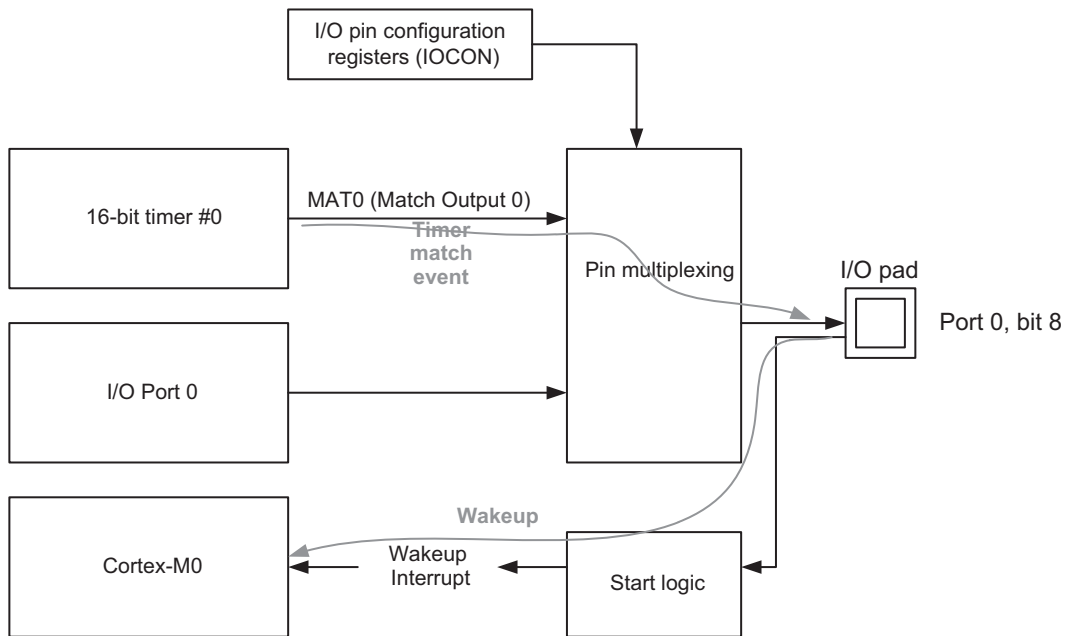 I/O pin configuration
registers (IOCON)
16-bit timer #0
MAT0 (Match Output 0)
Timer
match
event
Pin multiplexing
I/O pad
Port 0, bit 8
I/O Port 0
Wakeup
Cortex-M0
Wakeup
Interrupt
Start logic